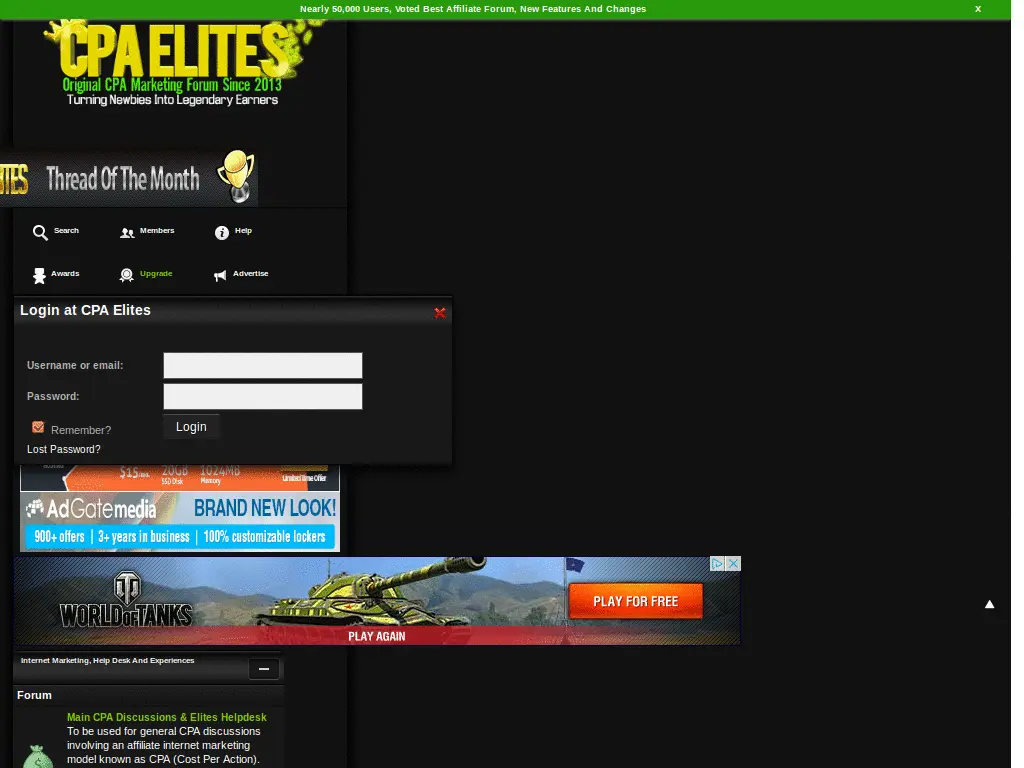 Nearly 50,000 Users, Voted Best Affiliate Forum, New Features And Changes
x
CPA ELITES
Original CPA Marketing Forum Since 2013
Turning Newbies Into Legendary Earners
ITES Thread Of The Month
Search
Members
Help
Awards
Upgrade
Advertise
Login at CPA Elites
Username or email:
Password:
Remember?
Login
Lost Password?
$15
20GB
SSD Disk
1024MB
Memory
Limited Time Offer
AdGatemedia BRAND NEW LOOK!
900+ offers | 3+ years in business | 100% customizable lockers
WORLD OF TANKS
PLAY FOR FREE
PLAY AGAIN
Internet Marketing, Help Desk And Experiences
Forum
Main CPA Discussions & Elites Helpdesk
To be used for general CPA discussions
involving an affiliate internet marketing
model known as CPA (Cost Per Action).